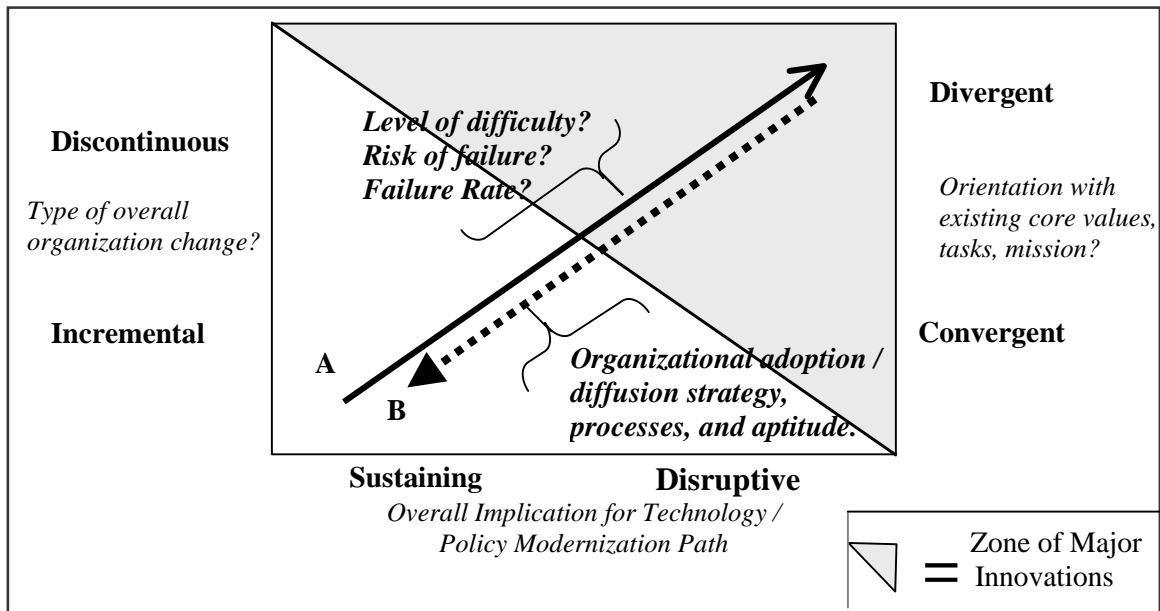 Discontinuous
Type of overall
organization change?
Incremental
Level of difficulty?
Risk of failure?
Failure Rate?
A
B
Organizational adoption /
diffusion strategy,
processes, and aptitude.
Divergent
Orientation with
existing core values,
tasks, mission?
Convergent
Sustaining
Disruptive
Overall Implication for Technology /
Policy Modernization Path
= Zone of Major
Innovations